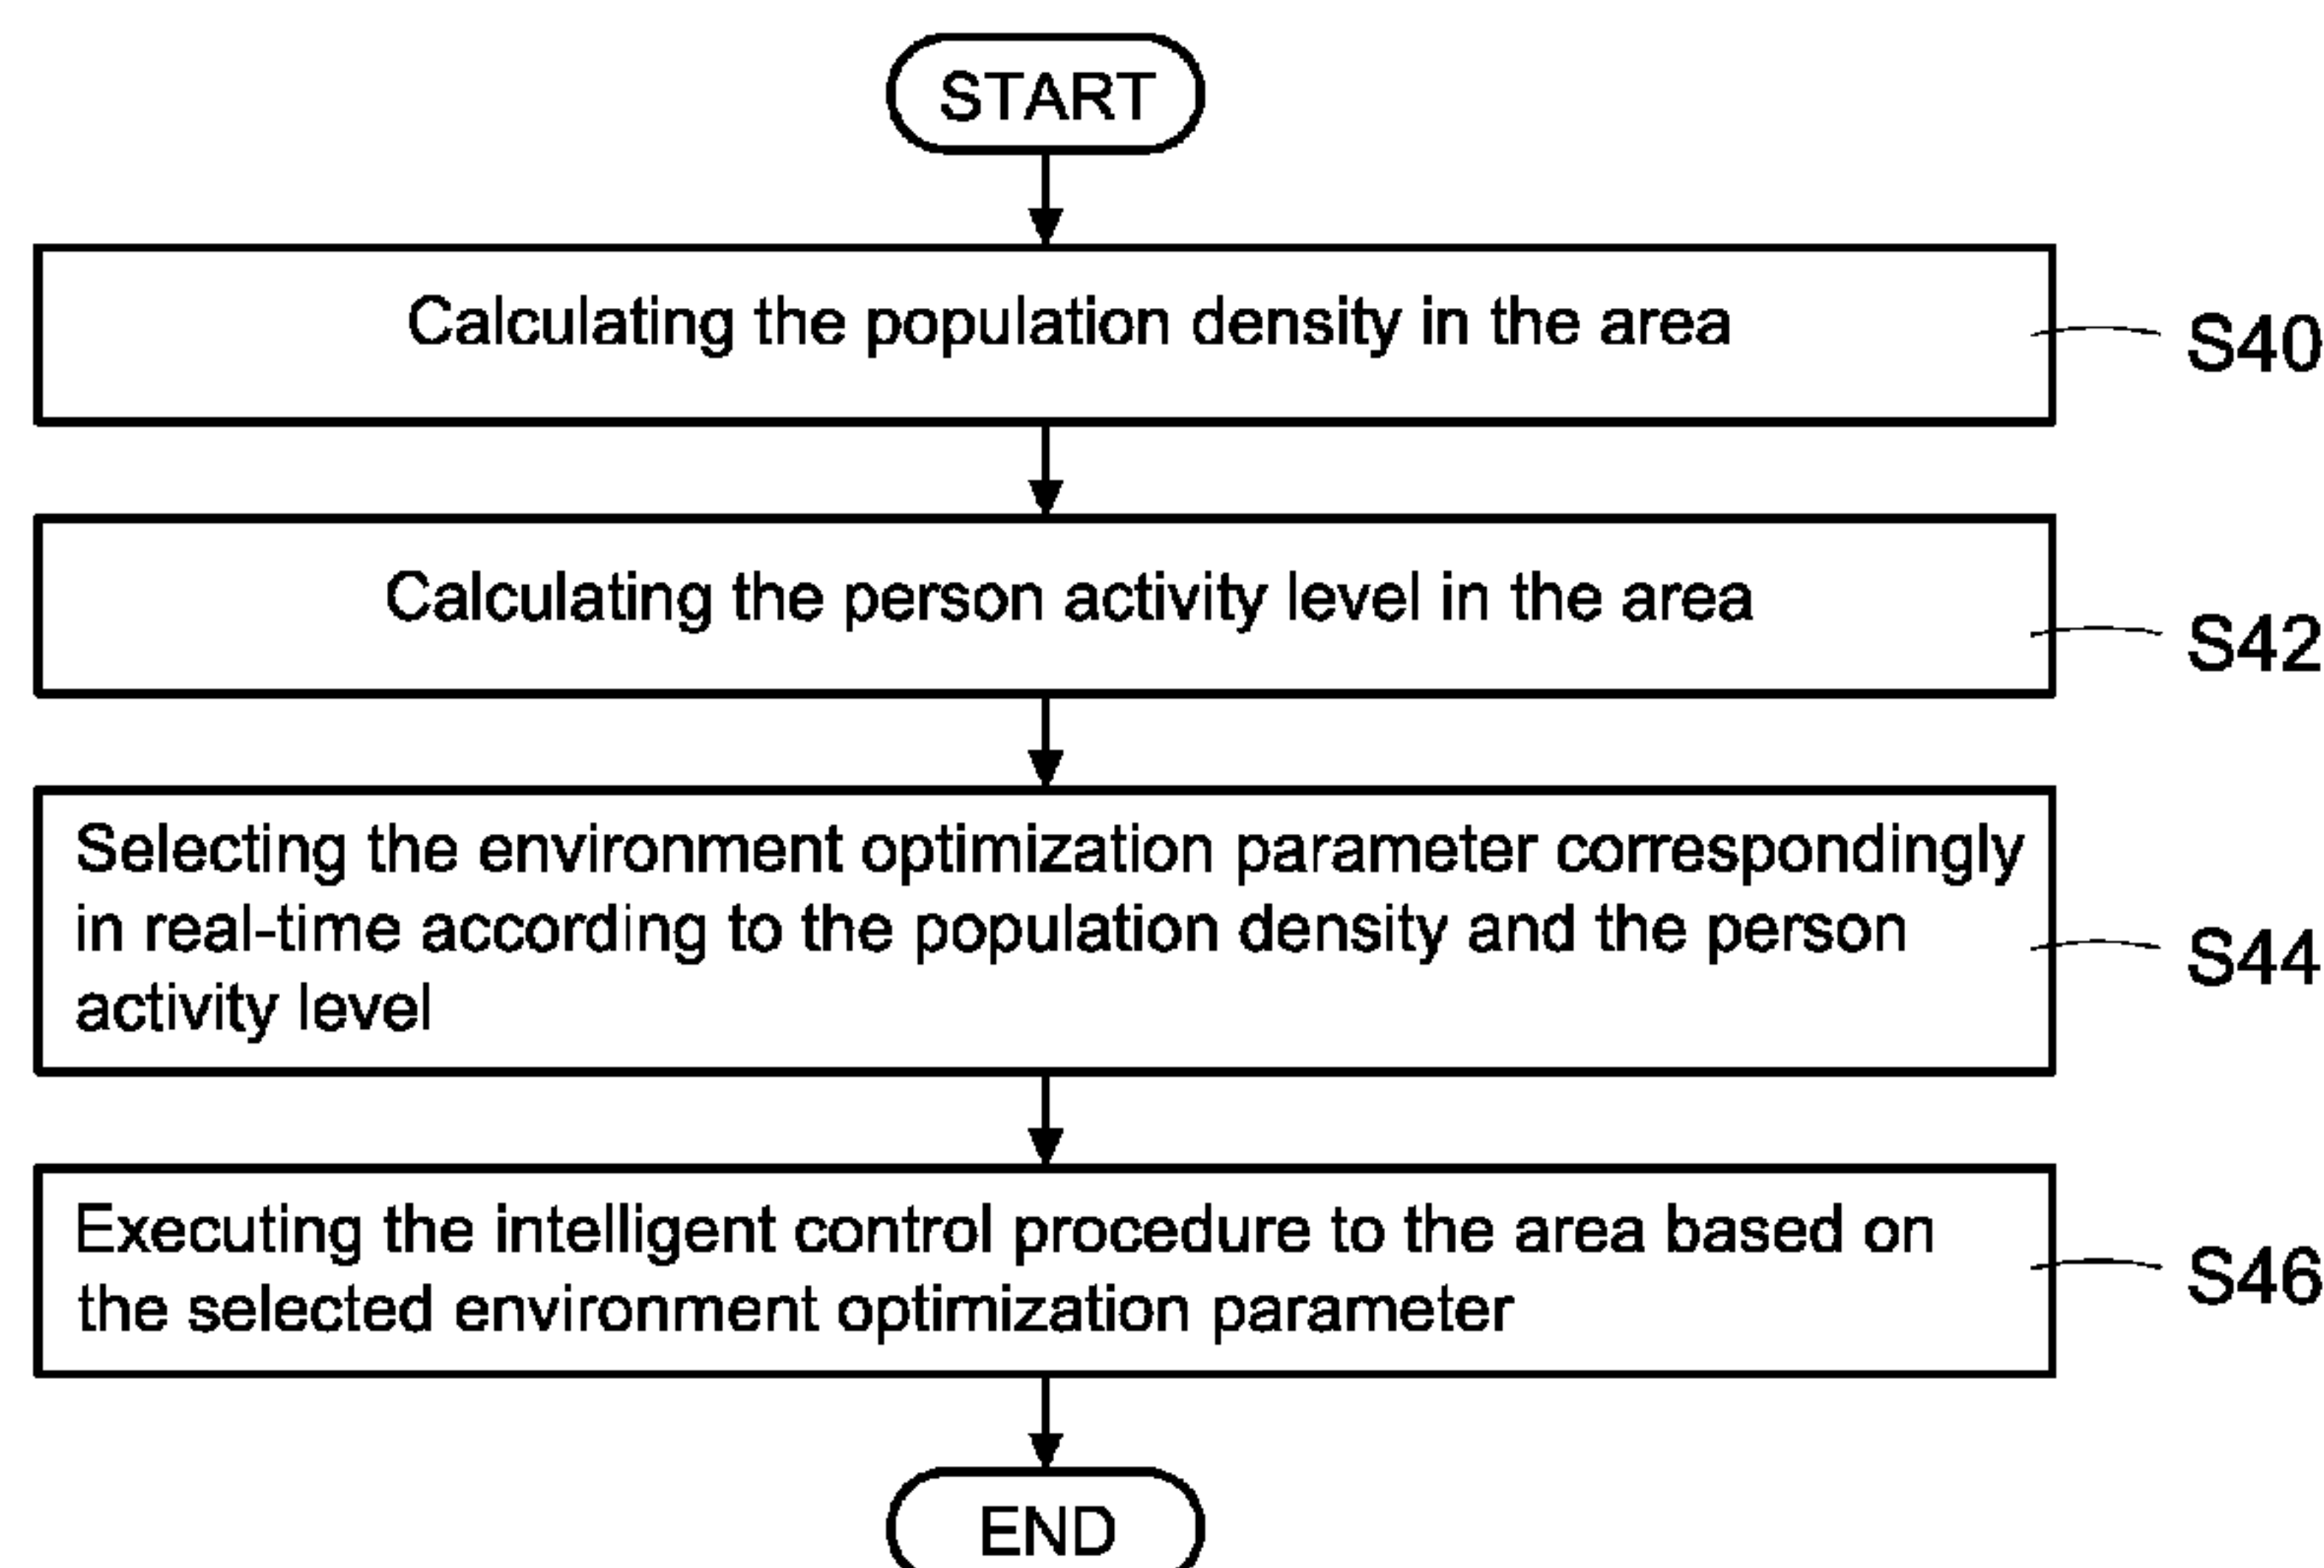 START
Calculating the population density in the area
S40
Calculating the person activity level in the area
S42
Selecting the environment optimization parameter correspondingly
in real-time according to the population density and the person
activity level
S44
Executing the intelligent control procedure to the area based on
the selected environment optimization parameter
S46
END